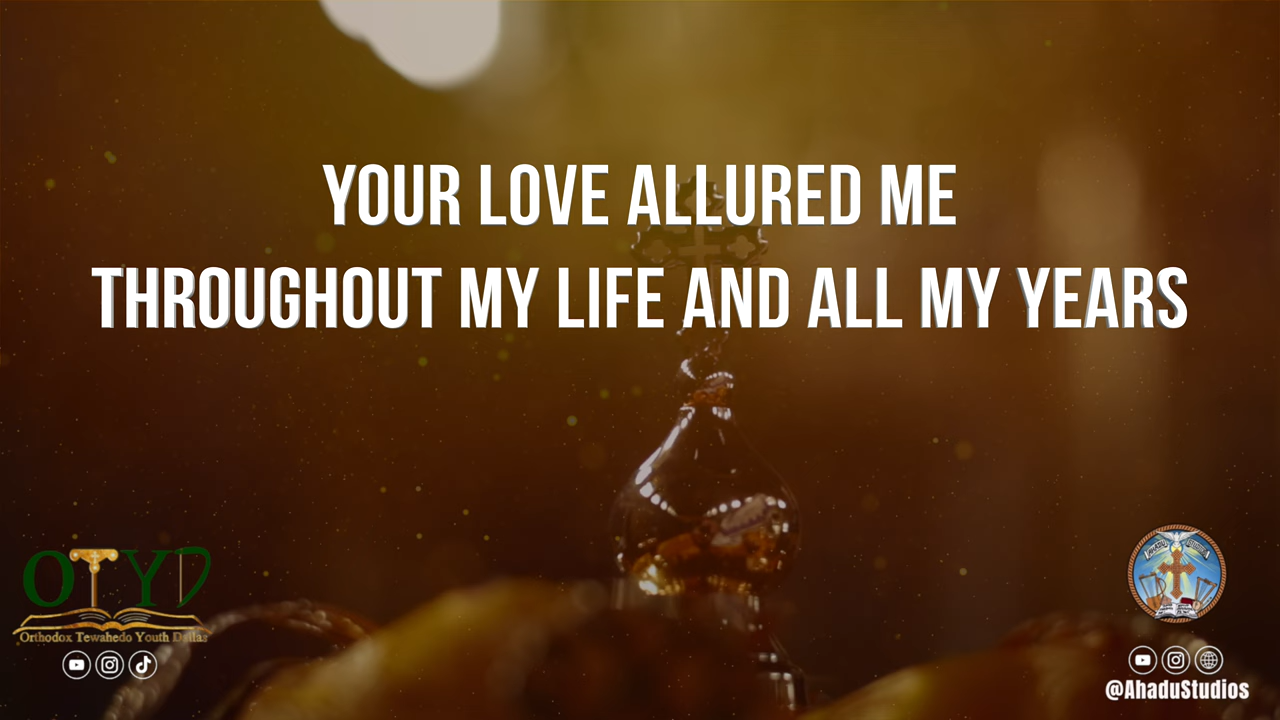 YOUR LOVE ALLURED ME
THROUGHOUT MY LIFE AND ALL MY YEARS
OTYD
Orthodox Tewahedo Youth Dallas
@AhaduStudios